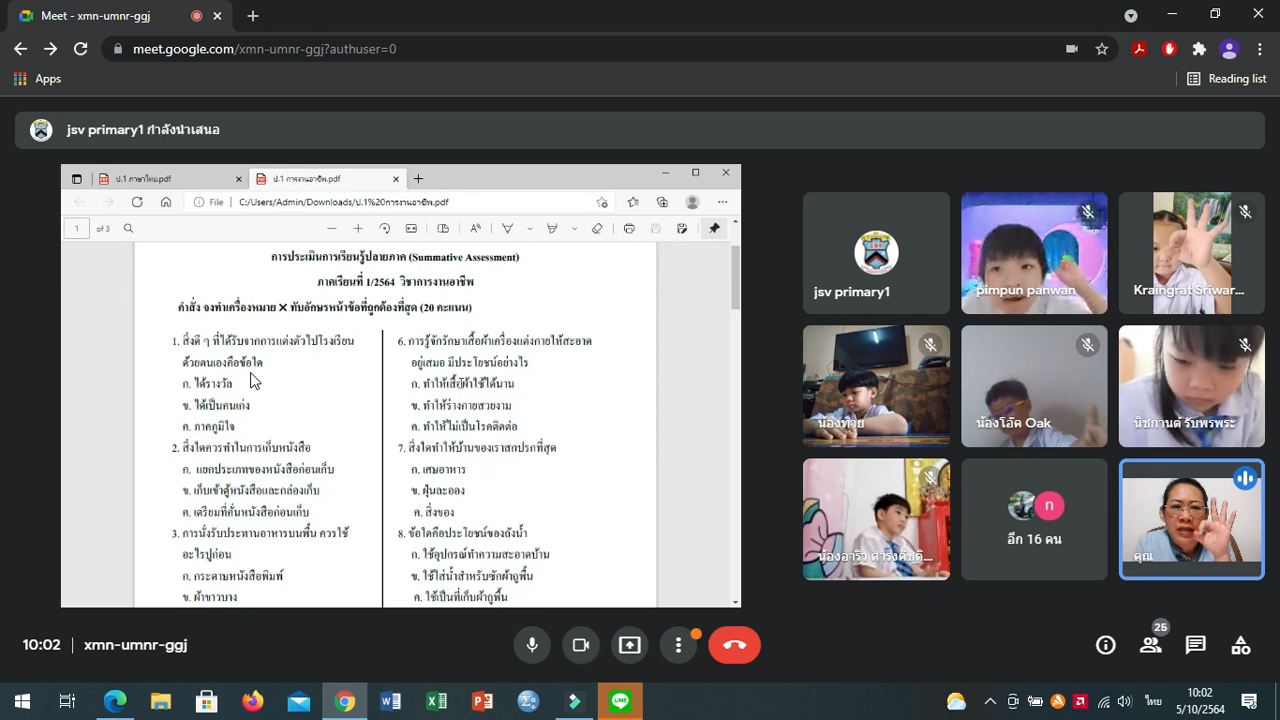 Meet - xmn-umnr-ggj
meet.google.com/xmn-umnr-ggj?authuser=0
Apps
Reading list
jsv primary1 กำลังนำเสนอ
ป.1 ภาษาไทย.pdf
ป.1 การงานอาชีพ.pdf
File
C:/Users/Admin/Downloads/ป.1%20การงานอาชีพ.pdf
1 of 3
การประเมินการเรียนรู้ปลายภาค (Summative Assessment)
ภาคเรียนที่ 1/2564 วิชาการงานอาชีพ
คำสั่ง จงทำเครื่องหมาย × ทับอักษรหน้าข้อที่ถูกต้องที่สุด (20 คะแนน)
1. สิ่งดี ๆ ที่ได้รับจากการแต่งตัวไปโรงเรียน
ด้วยตนเองคือข้อใด
ก. ได้รางวัล
ข. ได้เป็นคนเก่ง
ค. ภาคภูมิใจ
2. สิ่งใดควรทำในการเก็บหนังสือ
ก. แยกประเภทของหนังสือก่อนเก็บ
ข. เก็บเข้าตู้หนังสือและกล่องเก็บ
ค. เตรียมที่คั่นหนังสือก่อนเก็บ
3. การนั่งรับประทานอาหารบนพื้น ควรใช้
อะไรปูก่อน
ก. กระดาษหนังสือพิมพ์
ข. ผ้าขาวบาง
6. การรู้จักรักษาเสื้อผ้าเครื่องแต่งกายให้สะอาด
อยู่เสมอ มีประโยชน์อย่างไร
ก. ทำให้เสื้อผ้าใช้ได้นาน
ข. ทำให้ร่างกายสวยงาม
ค. ทำให้ไม่เป็นโรคติดต่อ
7. สิ่งใดทำให้บ้านของเราสกปรกที่สุด
ก. เศษอาหาร
ข. ฝุ่นละออง
ค. สิ่งของ
8. ข้อใดคือประโยชน์ของถังน้ำ
ก. ใช้อุปกรณ์ทำความสะอาดบ้าน
ข. ใช้ใส่น้ำสำหรับซักผ้าถูพื้น
ค. ใช้เป็นที่เก็บผ้าถูพื้น
jsv primary1
pimpun panwan
Kraingrat Sriwar...
น้องทาย
น้องโอ๊ค Oak
นิชกานต์ รับพรพระ
น้องอาริว
n
อีก 16 คน
คุณ
10:02
xmn-umnr-ggj
25
LINE
ไทย
10:02
5/10/2564